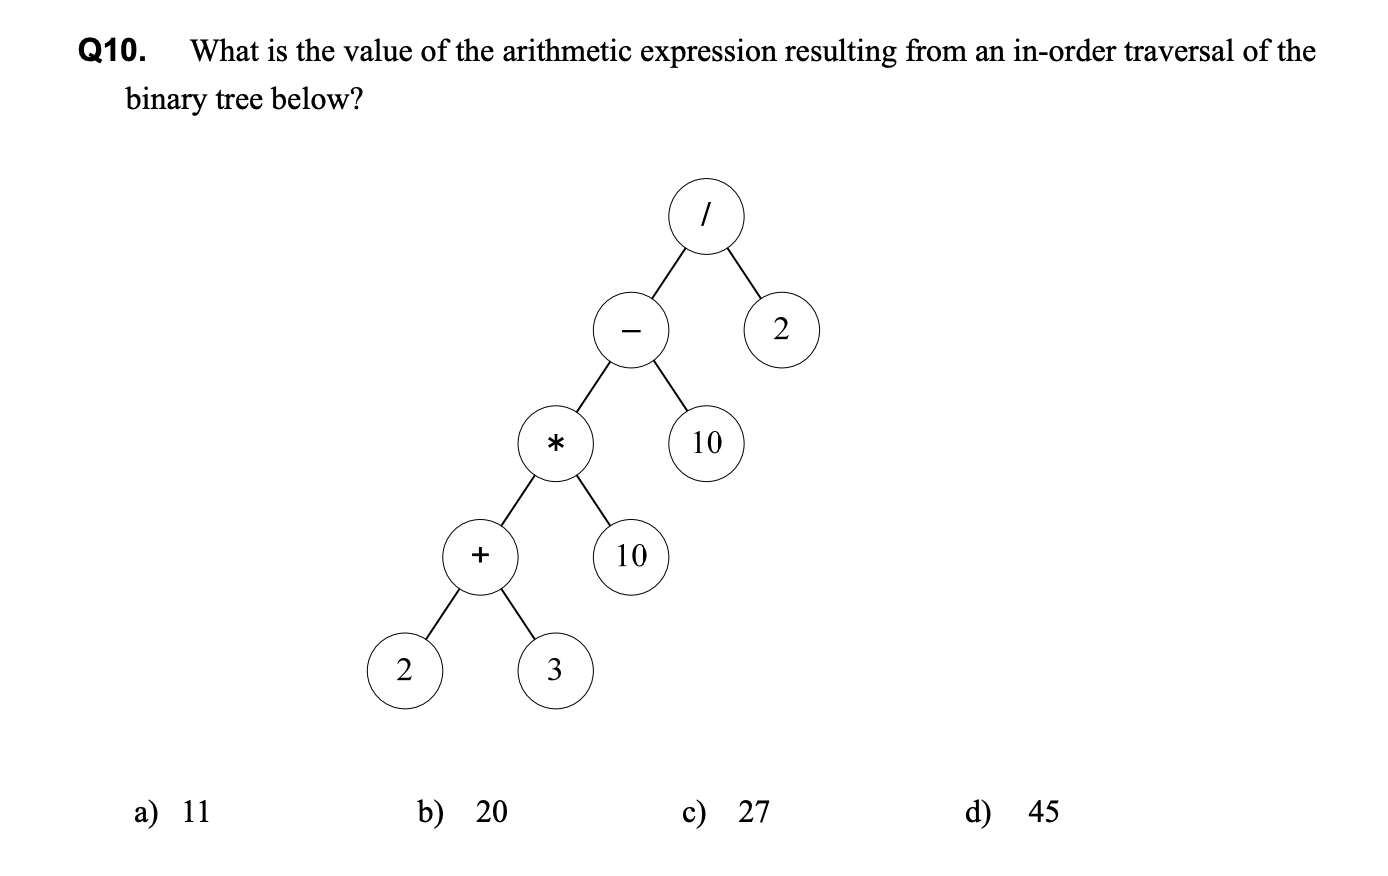 Q10. What is the value of the arithmetic expression resulting from an in-order traversal of the
binary tree below?
/
– 2
* 10
+ 10
2 3
a) 11 b) 20 c) 27 d) 45